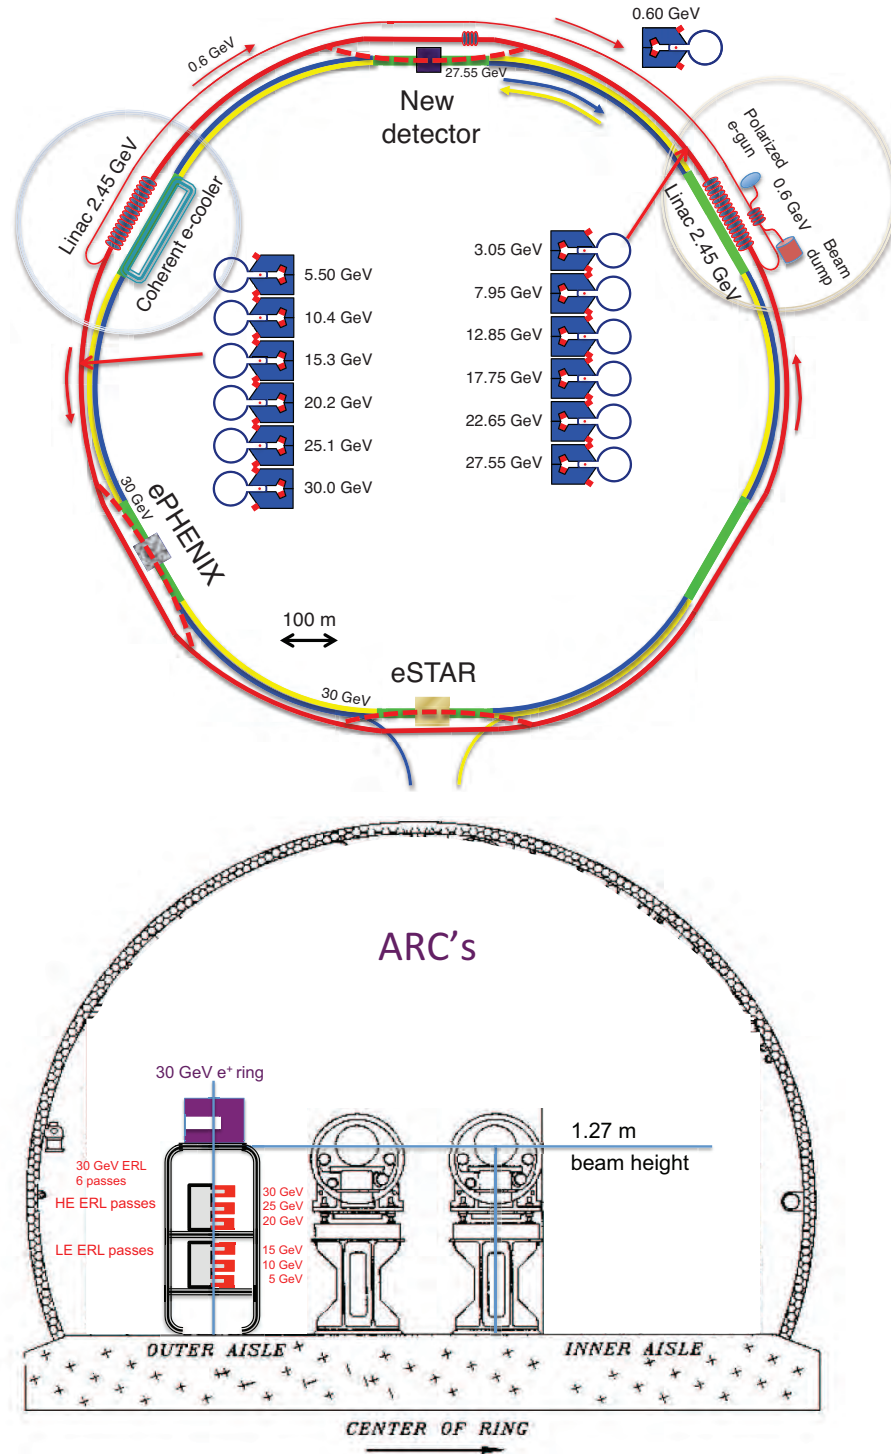 0.60 GeV
0.6 GeV
27.55 GeV
New
detector
Linac 2.45 GeV
Coherent e-cooler
Polarized
e-gun
0.6 GeV
Beam
dump
Linac 2.45 GeV
5.50 GeV
10.4 GeV
15.3 GeV
20.2 GeV
25.1 GeV
30.0 GeV
3.05 GeV
7.95 GeV
12.85 GeV
17.75 GeV
22.65 GeV
27.55 GeV
30 GeV
ePHENIX
100 m
eSTAR
30 GeV
ARC's
30 GeV e⁺ ring
1.27 m
beam height
30 GeV ERL
6 passes
HE ERL passes
30 GeV
25 GeV
20 GeV
LE ERL passes
15 GeV
10 GeV
5 GeV
OUTER AISLE
INNER AISLE
CENTER OF RING